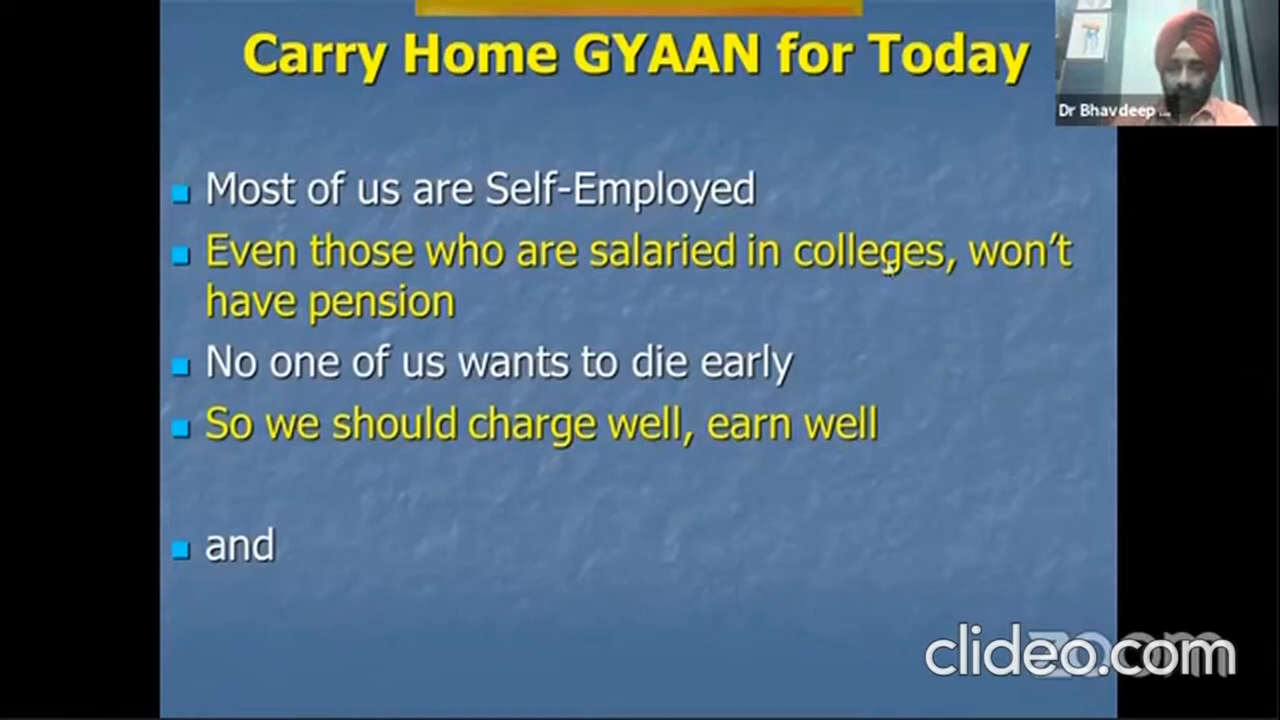 Carry Home GYAAN for Today
Dr Bhavdeep ...
Most of us are Self-Employed
Even those who are salaried in colleges, won't
have pension
No one of us wants to die early
So we should charge well, earn well
and
clideo.com
zoom